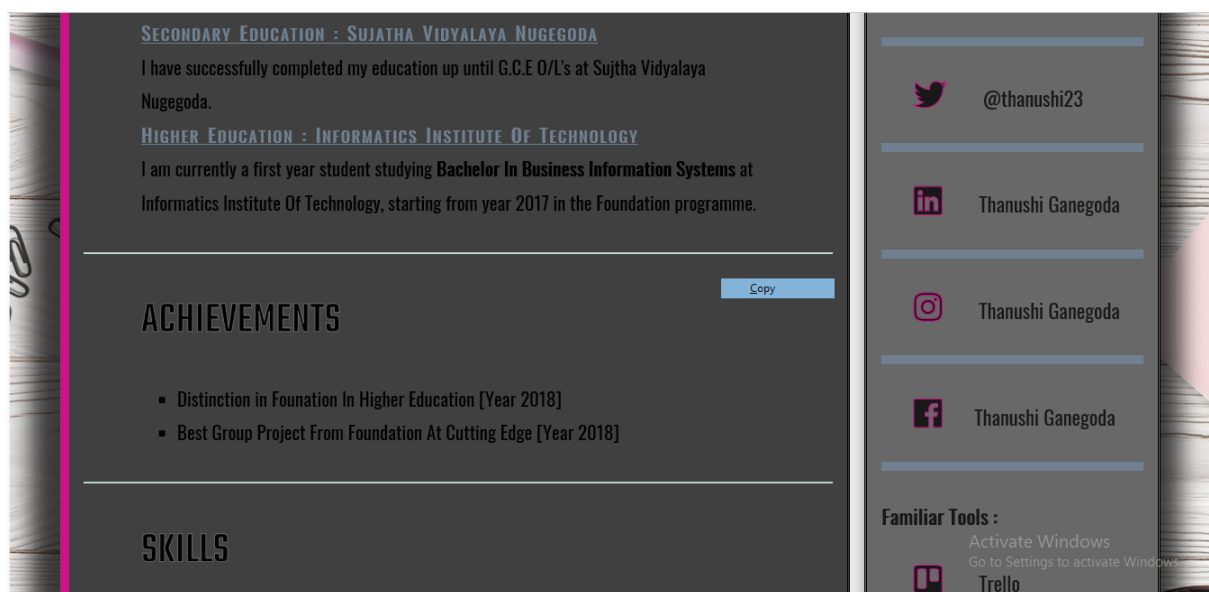 SECONDARY EDUCATION : SUJATHA VIDYALAYA NUGEGODA
I have successfully completed my education up until G.C.E O/L's at Sujtha Vidyalaya
Nugegoda.
HIGHER EDUCATION : INFORMATICS INSTITUTE OF TECHNOLOGY
I am currently a first year student studying Bachelor In Business Information Systems at
Informatics Institute Of Technology, starting from year 2017 in the Foundation programme.
Copy
ACHIEVEMENTS
▪ Distinction in Founation In Higher Education [Year 2018]
▪ Best Group Project From Foundation At Cutting Edge [Year 2018]
SKILLS
@thanushi23
in Thanushi Ganegoda
Thanushi Ganegoda
f Thanushi Ganegoda
Familiar Tools :
Trello
Activate Windows
Go to Settings to activate Windows.